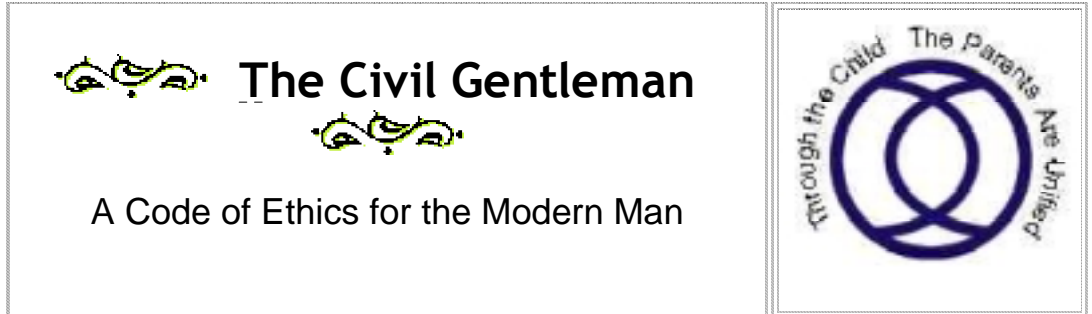 The Civil Gentleman
A Code of Ethics for the Modern Man
Through the Child The Parents Are Unified